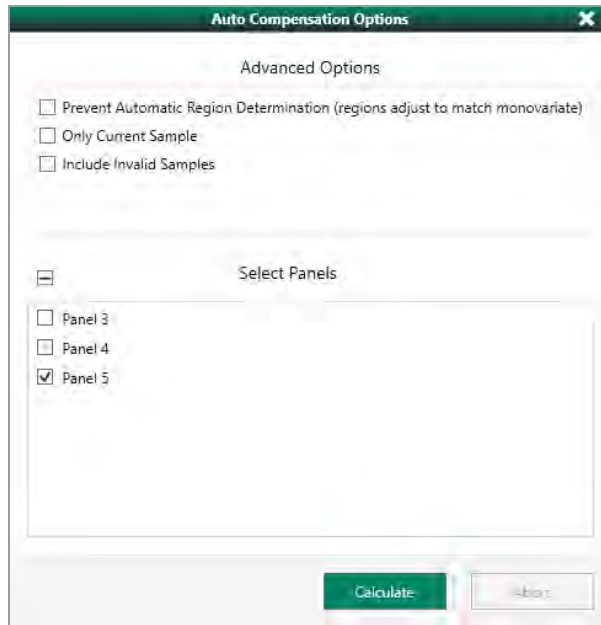 Auto Compensation Options
Advanced Options
Prevent Automatic Region Determination (regions adjust to match monovariate)
Only Current Sample
Include Invalid Samples
Select Panels
Panel 3
Panel 4
Panel 5
Calculate
Abort